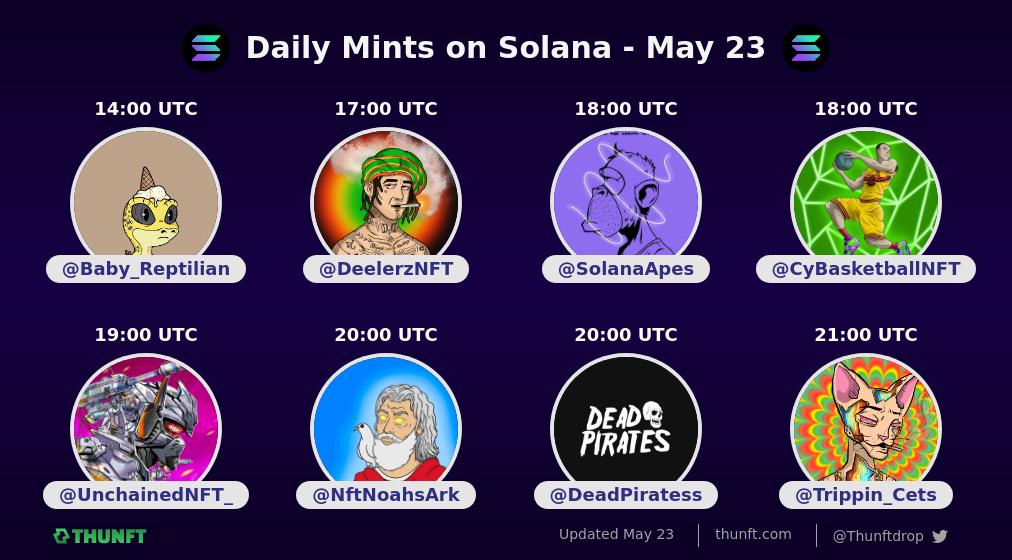 Daily Mints on Solana - May 23
14:00 UTC
17:00 UTC
18:00 UTC
18:00 UTC
@Baby_Reptilian
@DeelerzNFT
@SolanaApes
@CyBasketballNFT
19:00 UTC
20:00 UTC
20:00 UTC
21:00 UTC
DEAD
PIRATES
@UnchainedNFT_
@NftNoahsArk
@DeadPiratess
@Trippin_Cets
THUNFT
Updated May 23
thunft.com
@Thunftdrop